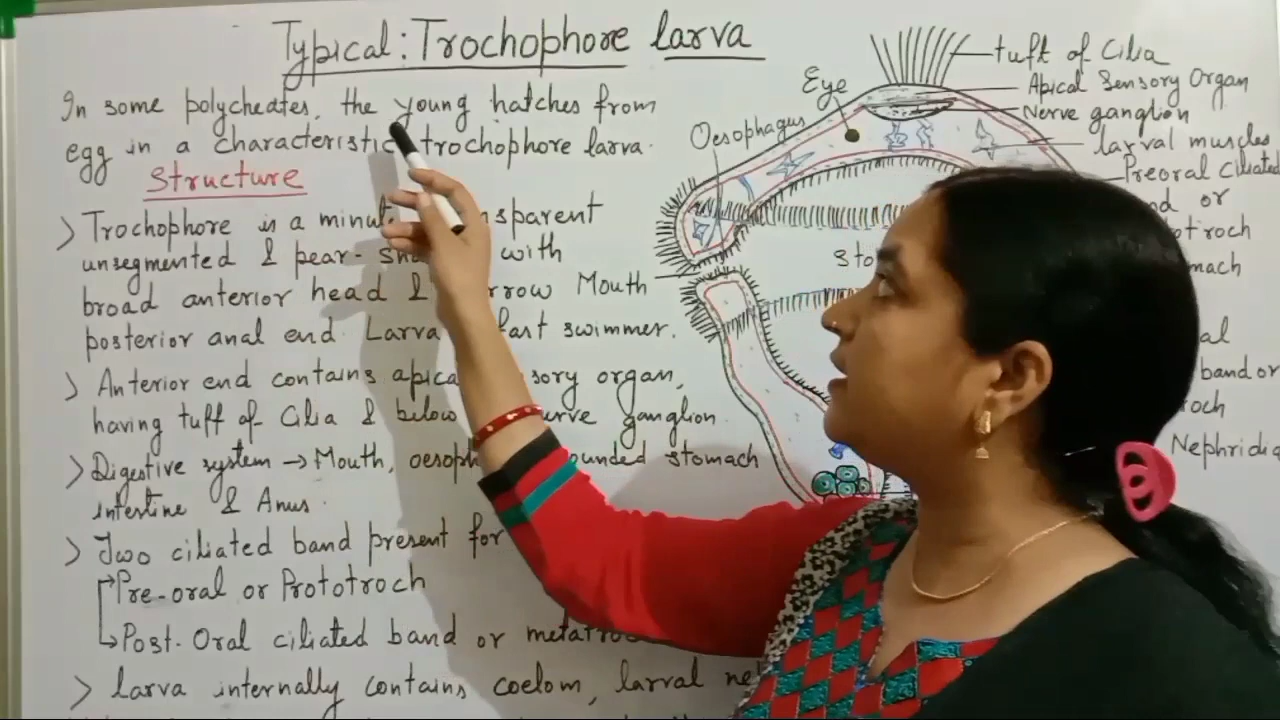 Typical: Trochophore larva
In some polycheates, the young hatches from
egg in a characteristic trochophore larva.
Structure
> Trochophore is a minut nsparent
unsegmented & pear-sh with
broad anterior head & rrow
posterior anal end. Larva fast swimmer.
> Anterior end contains apica sory organ,
having tuff of Cilia & below rve ganglion
> Digestive system → Mouth, oesoph ounded stomach
intestine & Anus.
> Two ciliated band present for
Pre-oral or Prototroch
Post-Oral ciliated band or metatro
> larva internally contains coelom, larval ne
tuft of Cilia
Apical Sensory Organ
Nerve ganglion
larval muscles
Preoral Ciliated
or
otroch
mach
Eye
Oesophagus
Sto
Mouth
al
band or
roch
Nephridia